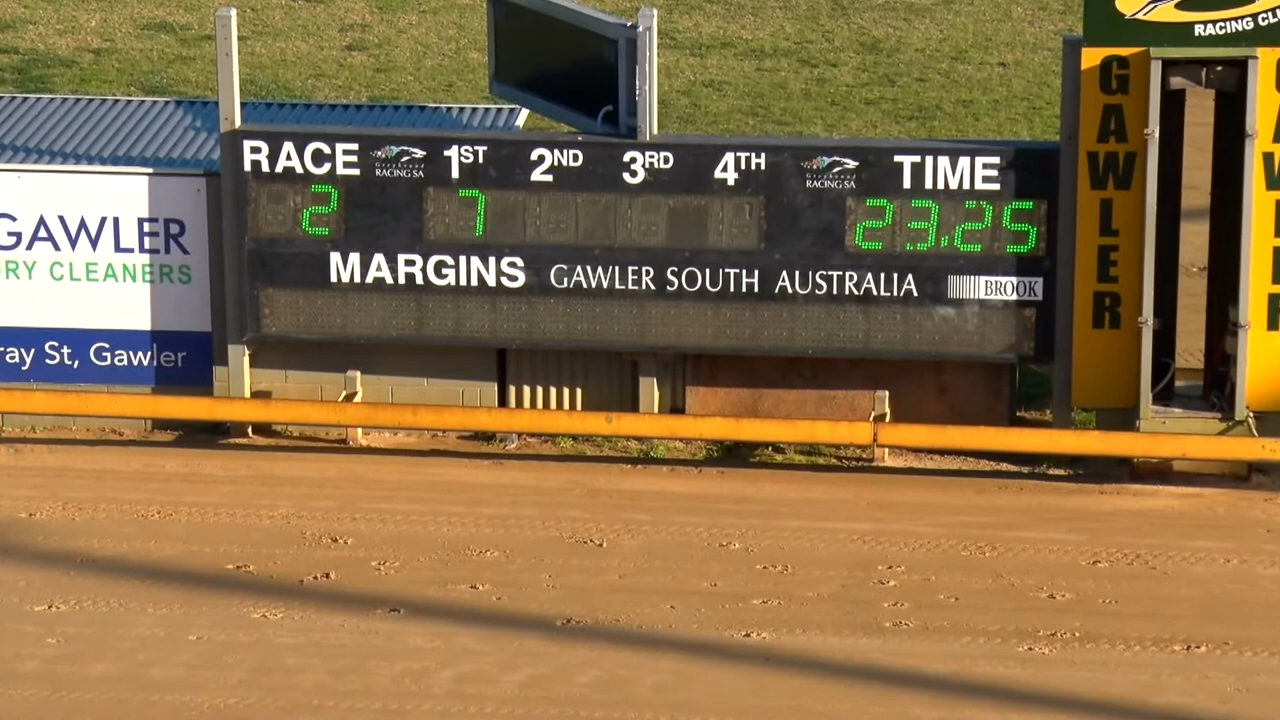 RACING CLU
GAWLER
RACE
Greyhound
RACING SA
1ST
2ND
3RD
4TH
Greyhound
RACING SA
TIME
2
7
23.25
MARGINS
GAWLER SOUTH AUSTRALIA
BROOK
GAWLER
DRY CLEANERS
ray St, Gawler